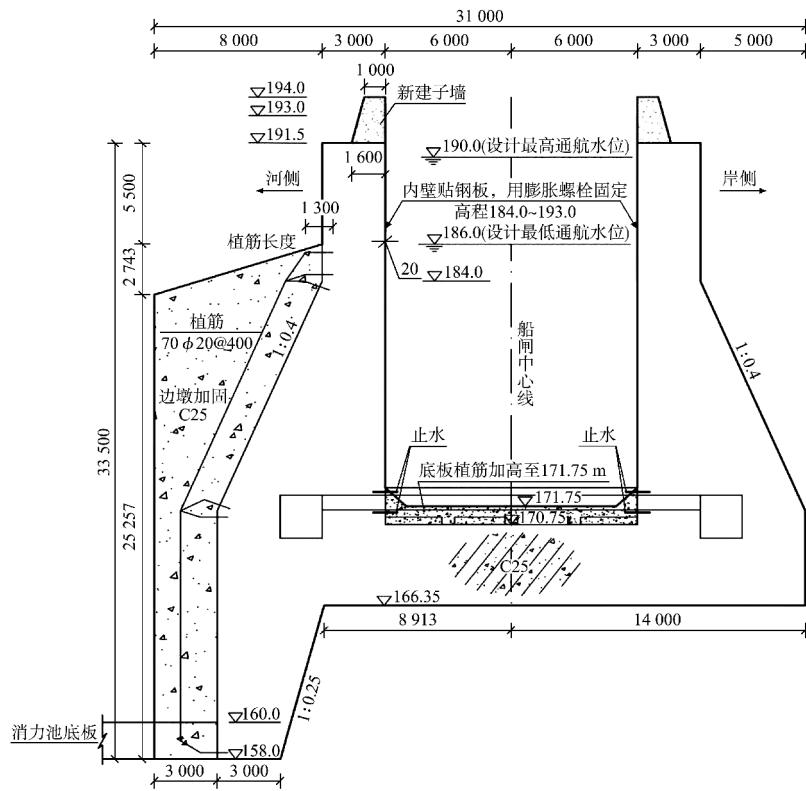 31 000
8 000
3 000
6 000
6 000
3 000
5 000
1 000
194.0
193.0
191.5
新建子墙
190.0(设计最高通航水位)
1 600
河侧
岸侧
内壁贴钢板，用膨胀螺栓固定
高程184.0~193.0
1 300
186.0(设计最低通航水位)
植筋长度
20
184.0
5 500
2 743
植筋
70ϕ20@400
1:0.4
船闸中心线
1:0.4
边墩加固
C25
止水
止水
底板植筋加高至171.75 m
33 500
25 257
171.75
170.75
C25
166.35
8 913
14 000
1:0.25
消力池底板
160.0
158.0
3 000
3 000